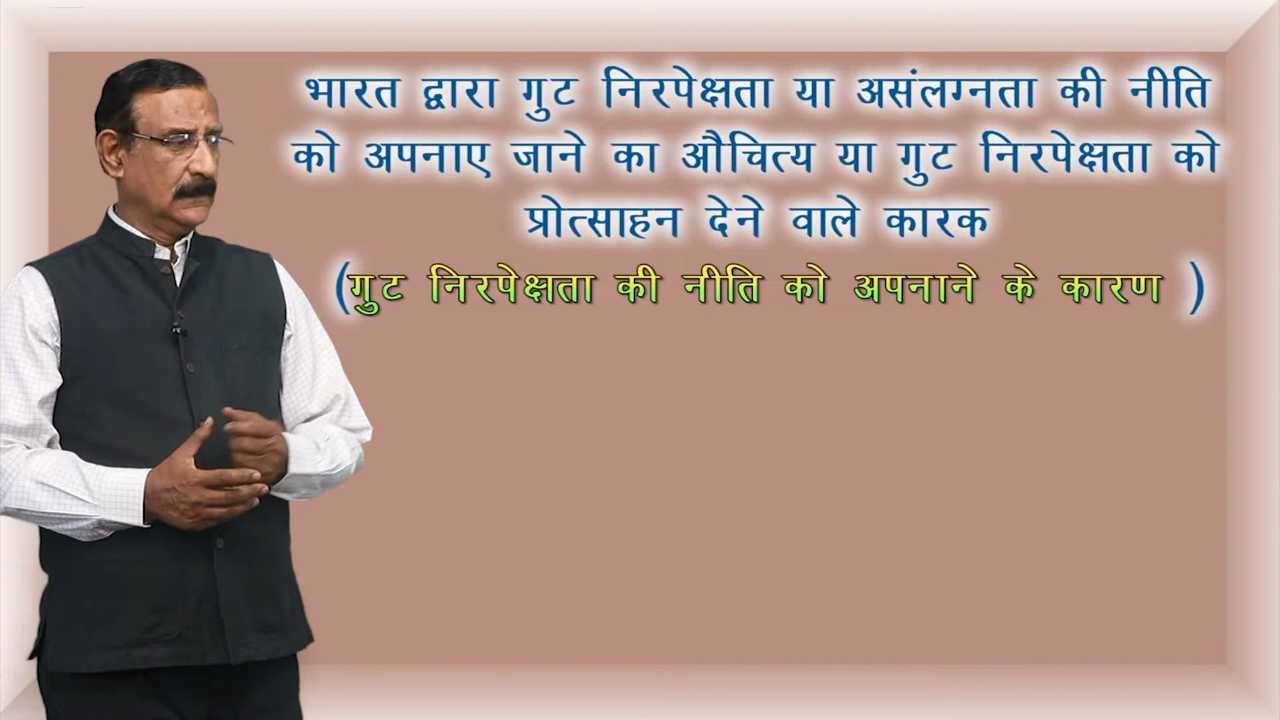 भारत द्वारा गुट निरपेक्षता या असंलग्नता की नीति
को अपनाए जाने का औचित्य या गुट निरपेक्षता को
प्रोत्साहन देने वाले कारक
(गुट निरपेक्षता की नीति को अपनाने के कारण )